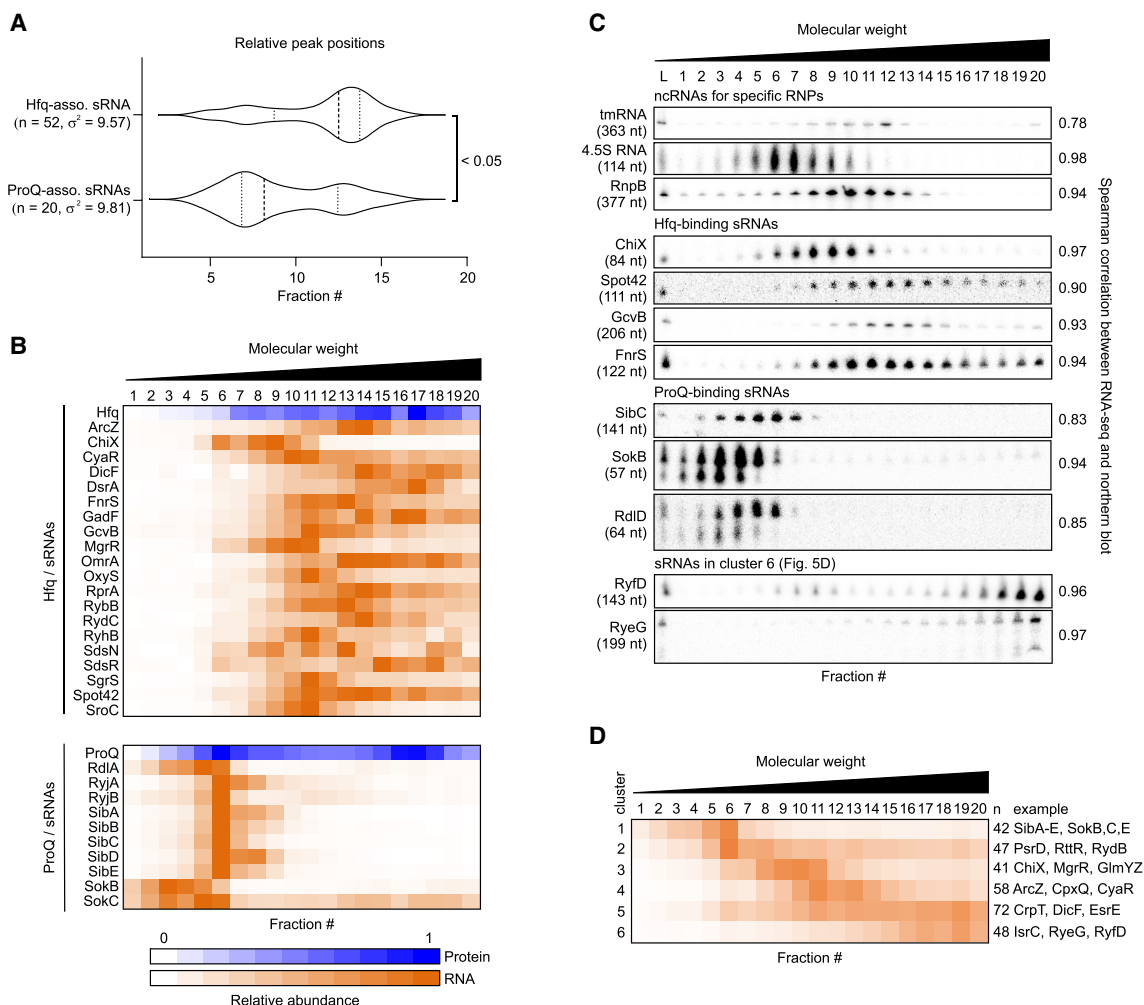 A
Relative peak positions
Hfq-asso. sRNA
(n = 52, σ² = 9.57)
ProQ-asso. sRNAs
(n = 20, σ² = 9.81)
< 0.05
5 10 15 20
Fraction #
B
Molecular weight
1 2 3 4 5 6 7 8 9 10 11 12 13 14 15 16 17 18 19 20
Hfq / sRNAs
Hfq
ArcZ
ChiX
CyaR
DicF
DsrA
FnrS
GadF
GcvB
MgrR
OmrA
OxyS
RprA
RybB
RydC
RyhB
SdsN
SdsR
SgrS
Spot42
SroC
ProQ / sRNAs
ProQ
RdlA
RyjA
RyjB
SibA
SibB
SibC
SibD
SibE
SokB
SokC
Fraction #
0 1
Protein
RNA
Relative abundance
C
Molecular weight
L 1 2 3 4 5 6 7 8 9 10 11 12 13 14 15 16 17 18 19 20
ncRNAs for specific RNPs
tmRNA
(363 nt)
0.78
4.5S RNA
(114 nt)
0.98
RnpB
(377 nt)
0.94
Hfq-binding sRNAs
ChiX
(84 nt)
0.97
Spot42
(111 nt)
0.90
GcvB
(206 nt)
0.93
FnrS
(122 nt)
0.94
ProQ-binding sRNAs
SibC
(141 nt)
0.83
SokB
(57 nt)
0.94
RdlD
(64 nt)
0.85
sRNAs in cluster 6 (Fig. 5D)
RyfD
(143 nt)
0.96
RyeG
(199 nt)
0.97
Fraction #
Spearman correlation between RNA-seq and northern blot
D
Molecular weight
cluster 1 2 3 4 5 6 7 8 9 10 11 12 13 14 15 16 17 18 19 20 n example
1 42 SibA-E, SokB,C,E
2 47 PsrD, RttR, RydB
3 41 ChiX, MgrR, GlmYZ
4 58 ArcZ, CpxQ, CyaR
5 72 CrpT, DicF, EsrE
6 48 IsrC, RyeG, RyfD
Fraction #